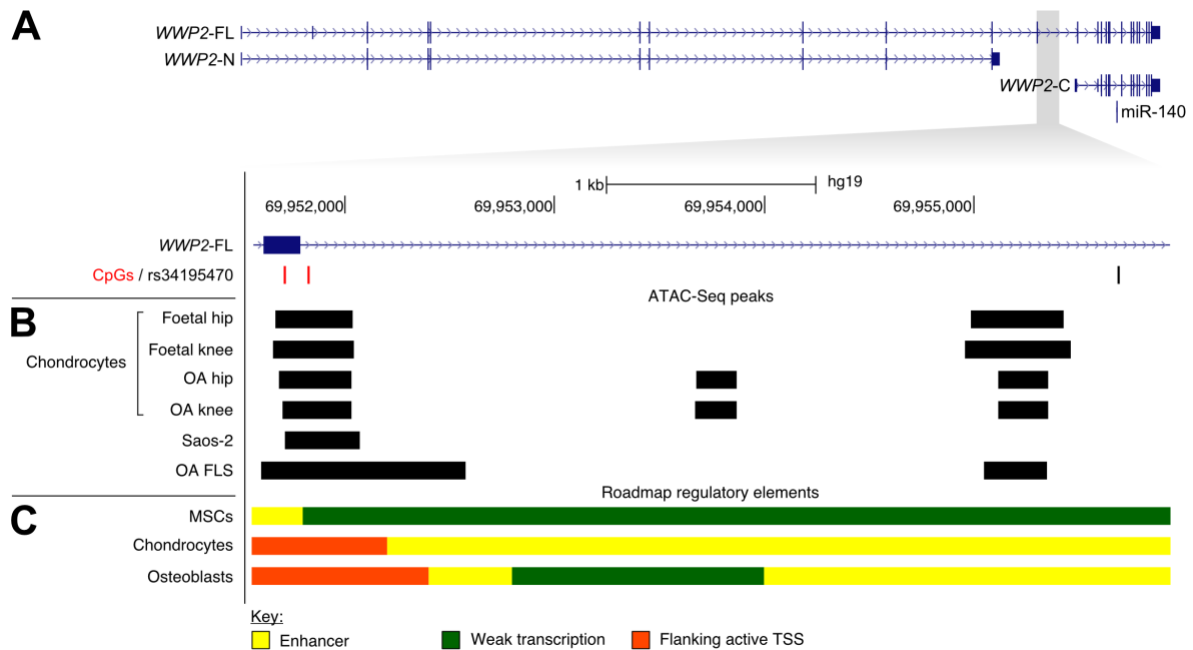 A
WWP2-FL
WWP2-N
WWP2-C
miR-140
1 kb hg19
69,952,000 69,953,000 69,954,000 69,955,000
WWP2-FL
CpGs / rs34195470
ATAC-Seq peaks
B
Chondrocytes
Foetal hip
Foetal knee
OA hip
OA knee
Saos-2
OA FLS
Roadmap regulatory elements
C
MSCs
Chondrocytes
Osteoblasts
Key:
Enhancer Weak transcription Flanking active TSS